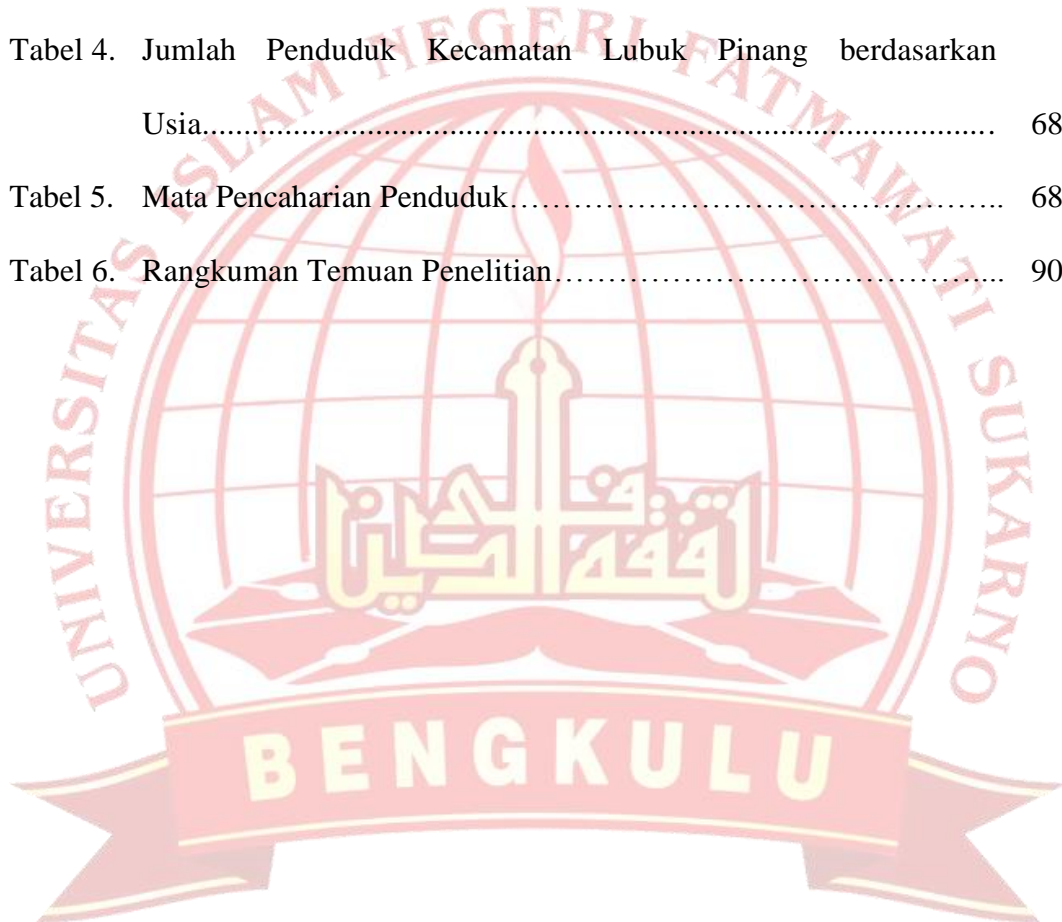 Tabel 4. Jumlah Penduduk Kecamatan Lubuk Pinang berdasarkan
Usia.......................................................................................... 68
Tabel 5. Mata Pencaharian Penduduk……………………………………….. 68
Tabel 6. Rangkuman Temuan Penelitian………………………………….. 90
UNIVERSITAS ISLAM NEGERI FATMAWATI SUKARNO
BENGKULU